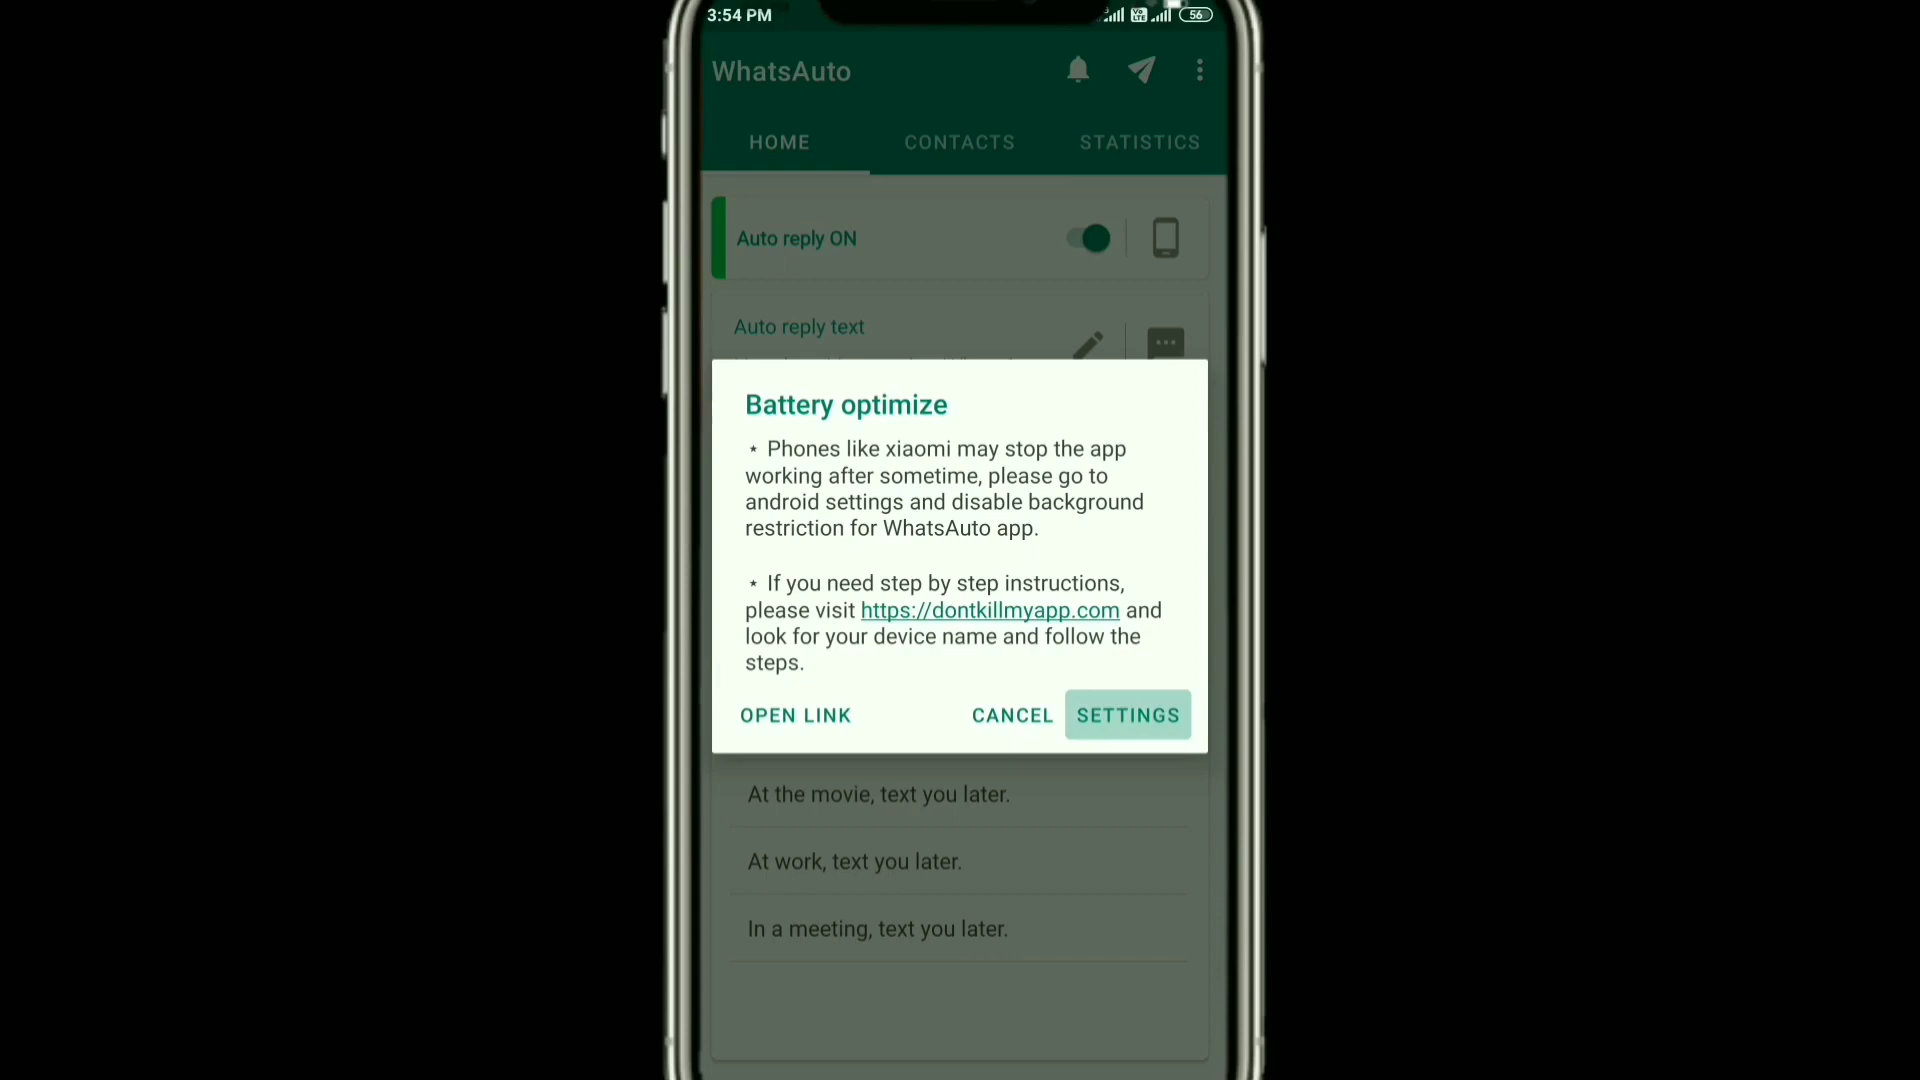 3:54 PM
56
WhatsAuto
HOME CONTACTS STATISTICS
Auto reply ON
Auto reply text
Battery optimize
⋆ Phones like xiaomi may stop the app
working after sometime, please go to
android settings and disable background
restriction for WhatsAuto app.
⋆ If you need step by step instructions,
please visit https://dontkillmyapp.com and
look for your device name and follow the
steps.
OPEN LINK CANCEL SETTINGS
At the movie, text you later.
At work, text you later.
In a meeting, text you later.